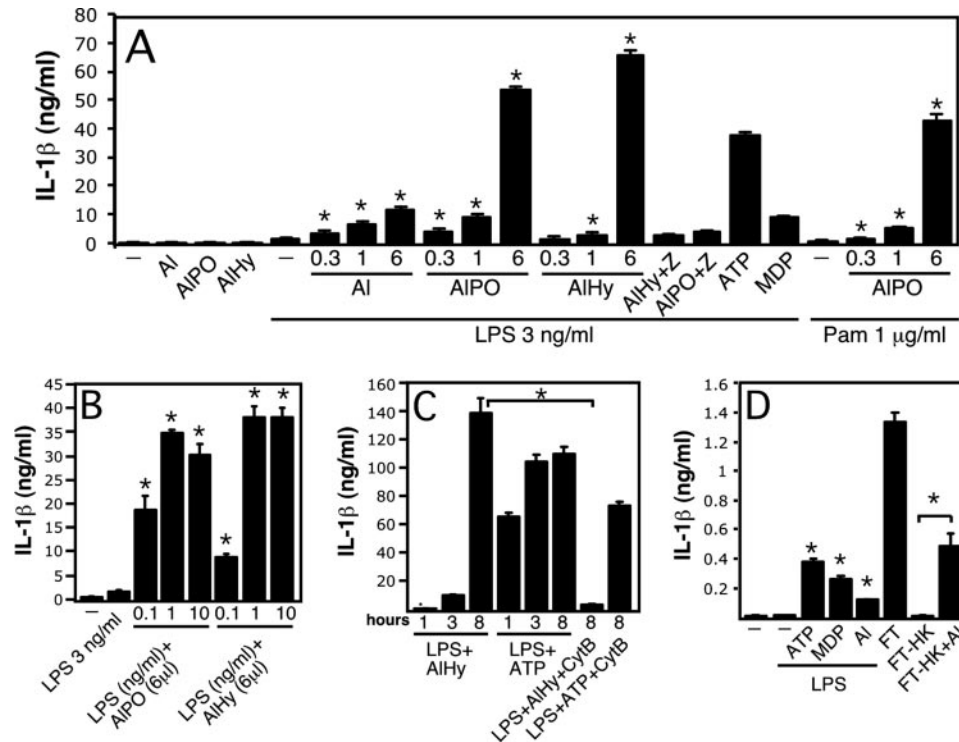 A
IL-1β (ng/ml)
80
70
60
50
40
30
20
10
0
* * * * * * * * * * *
– Al AlPO AlHy – 0.3 1 6 0.3 1 6 0.3 1 6 AlHy+Z AlPO+Z ATP MDP – 0.3 1 6
Al AlPO AlHy AlPO
LPS 3 ng/ml Pam 1 μg/ml
B
IL-1β (ng/ml)
45
40
35
30
25
20
15
10
5
0
* * * * * *
– LPS 3 ng/ml 0.1 1 10 0.1 1 10
LPS (ng/ml)+
AlPO (6μl)
LPS (ng/ml)+
AlHy (6μl)
C
IL-1β (ng/ml)
160
140
120
100
80
60
40
20
*
hours 1 3 8 1 3 8 8 8
LPS+
AlHy
LPS+
ATP
LPS+AlHy+CytB
LPS+ATP+CytB
D
IL-1β (ng/ml)
1.6
1.4
1.2
1
0.8
0.6
0.4
0.2
* * * *
– – ATP MDP Al FT FT-HK FT-HK+Al
LPS